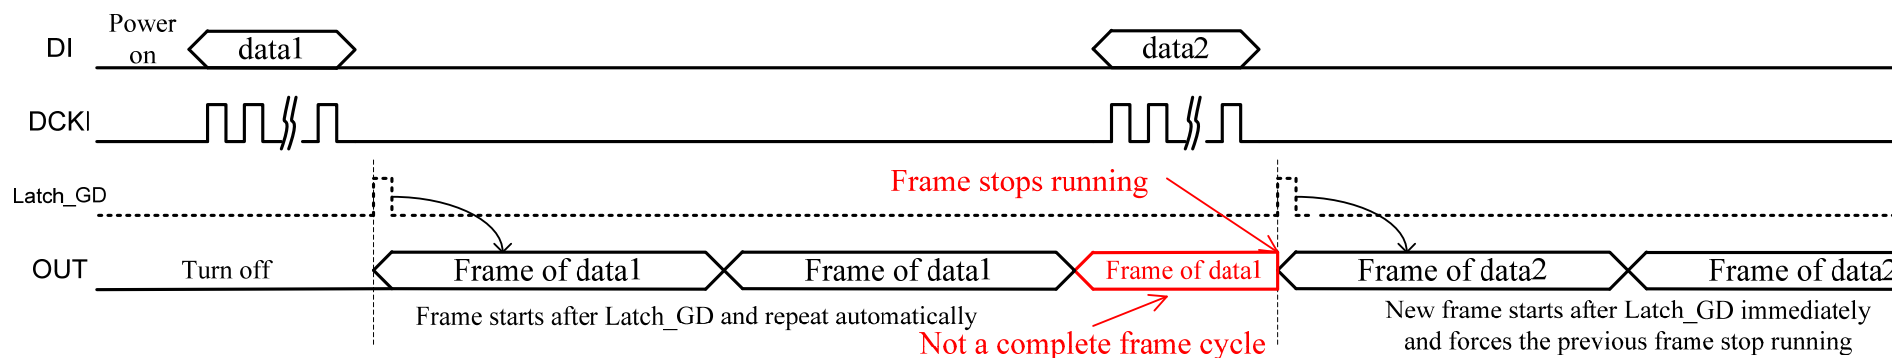 Power
on
DI
data1
data2
DCKI
Latch_GD
Frame stops running
OUT
Turn off
Frame of data1
Frame of data1
Frame of data1
Frame of data2
Frame of data2
Frame starts after Latch_GD and repeat automatically
Not a complete frame cycle
New frame starts after Latch_GD immediately
and forces the previous frame stop running